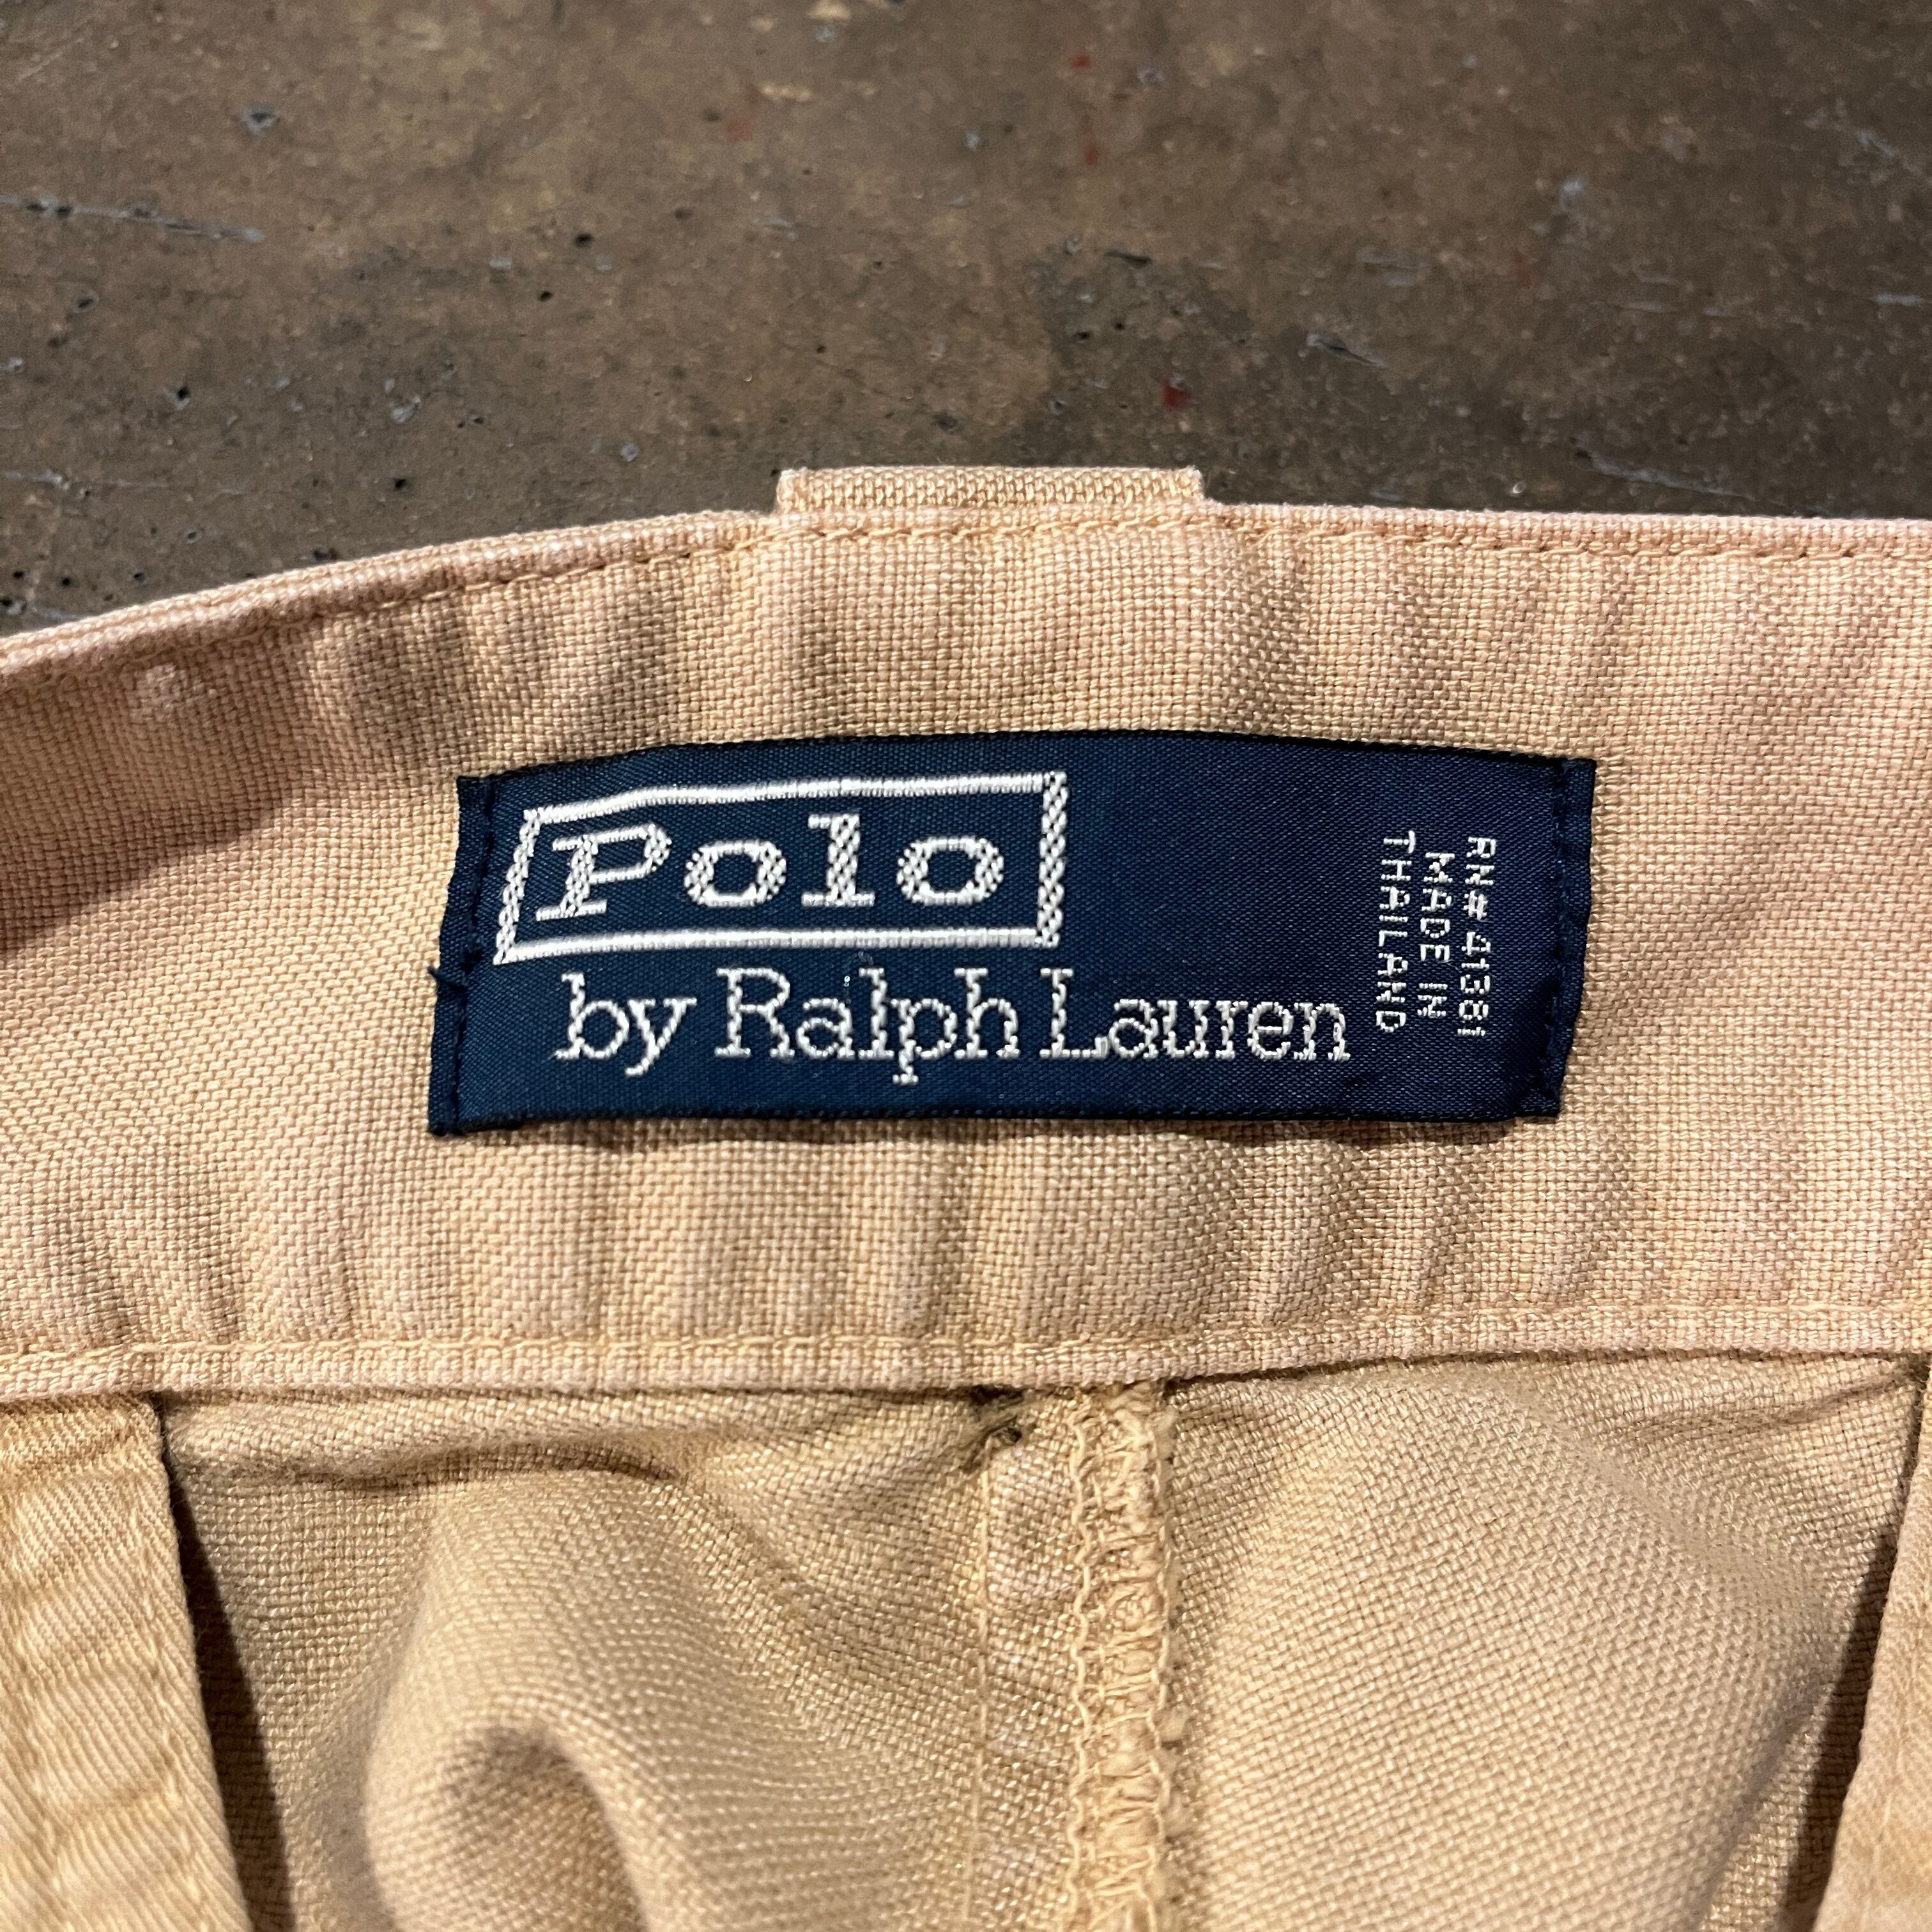 Polo
by Ralph Lauren
RN# 41381
MADE IN
THAILAND